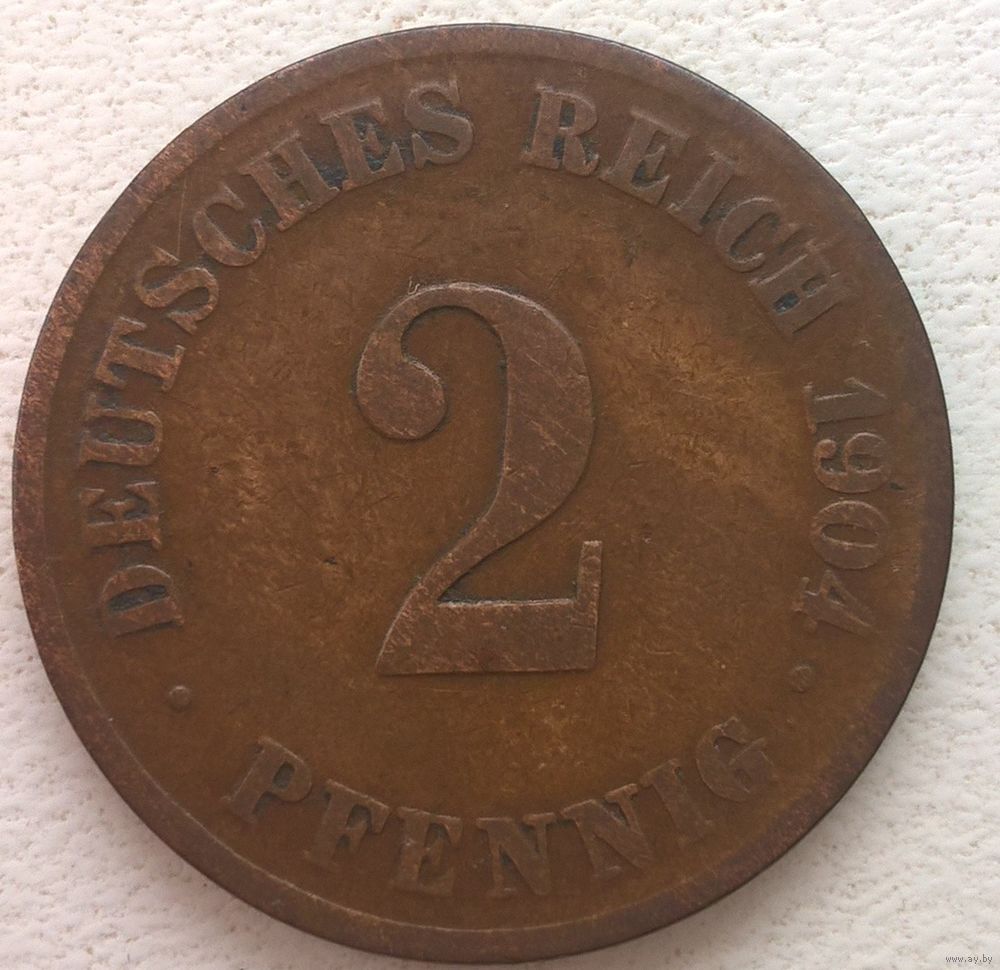 DEUTSCHES REICH 1904
2
· PFENNIG ·
www.ay.by